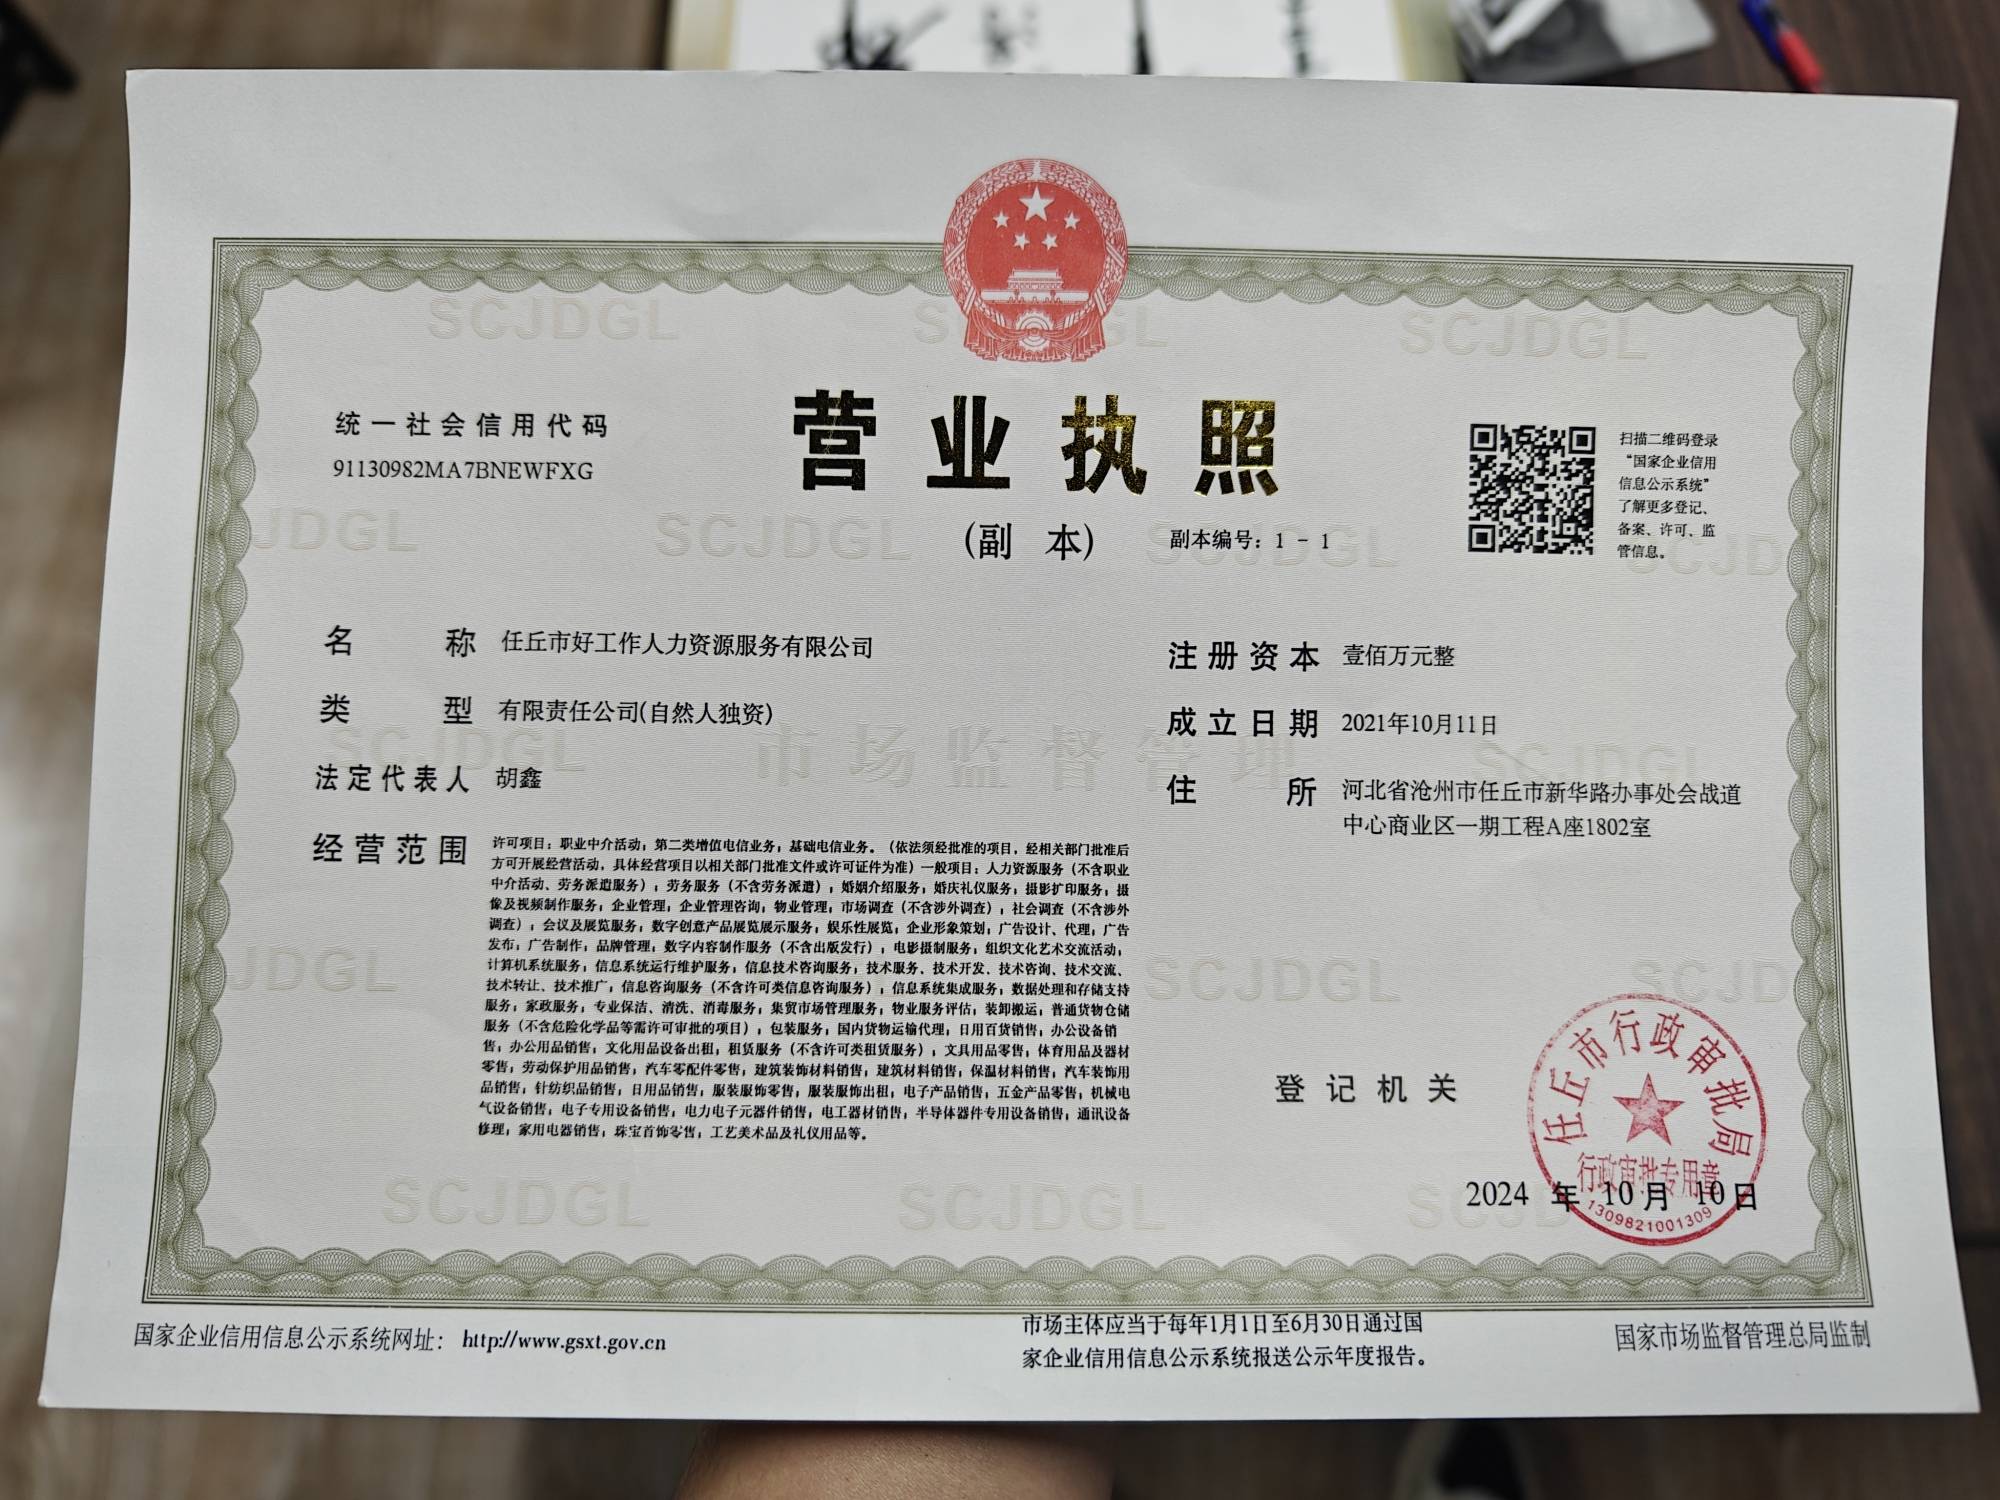 统一社会信用代码
91130982MA7BNEWFXG
营业执照
(副 本) 副本编号：1 - 1
扫描二维码登录
“国家企业信用
信息公示系统”
了解更多登记、
备案、许可、监
管信息。
名称 任丘市好工作人力资源服务有限公司
类型 有限责任公司(自然人独资)
法定代表人 胡鑫
经营范围 许可项目：职业中介活动；第二类增值电信业务；基础电信业务。（依法须经批准的项目，经相关部门批准后
方可开展经营活动，具体经营项目以相关部门批准文件或许可证件为准）一般项目：人力资源服务（不含职业
中介活动、劳务派遣服务）；劳务服务（不含劳务派遣）；婚姻介绍服务；婚庆礼仪服务；摄影扩印服务；摄
像及视频制作服务；企业管理；企业管理咨询；物业管理；市场调查（不含涉外调查）；社会调查（不含涉外
调查）；会议及展览服务；数字创意产品展览展示服务；娱乐性展览；企业形象策划；广告设计、代理；广告
发布；广告制作；品牌管理；数字内容制作服务（不含出版发行）；电影摄制服务；组织文化艺术交流活动；
计算机系统服务；信息系统运行维护服务；信息技术咨询服务；技术服务、技术开发、技术咨询、技术交流、
技术转让、技术推广；信息咨询服务（不含许可类信息咨询服务）；信息系统集成服务；数据处理和存储支持
服务；家政服务；专业保洁、清洗、消毒服务；集贸市场管理服务；物业服务评估；装卸搬运；普通货物仓储
服务（不含危险化学品等需许可审批的项目）；包装服务；国内货物运输代理；日用百货销售；办公设备销
售；办公用品销售；文化用品设备出租；租赁服务（不含许可类租赁服务）；文具用品零售；体育用品及器材
零售；劳动保护用品销售；汽车零配件零售；建筑装饰材料销售；建筑材料销售；保温材料销售；汽车装饰用
品销售；针纺织品销售；日用品销售；服装服饰零售；服装服饰出租；电子产品销售；五金产品零售；机械电
气设备销售；电子专用设备销售；电力电子元器件销售；电工器材销售；半导体器件专用设备销售；通讯设备
修理；家用电器销售；珠宝首饰零售；工艺美术品及礼仪用品等。
注册资本 壹佰万元整
成立日期 2021年10月11日
住所 河北省沧州市任丘市新华路办事处会战道
中心商业区一期工程A座1802室
登记机关
任丘市行政审批局
行政审批专用章
1309821001309
2024 年 10 月 10 日
国家企业信用信息公示系统网址： http://www.gsxt.gov.cn
市场主体应当于每年1月1日至6月30日通过国
家企业信用信息公示系统报送公示年度报告。
国家市场监督管理总局监制
SCJDGL
市场监督管理